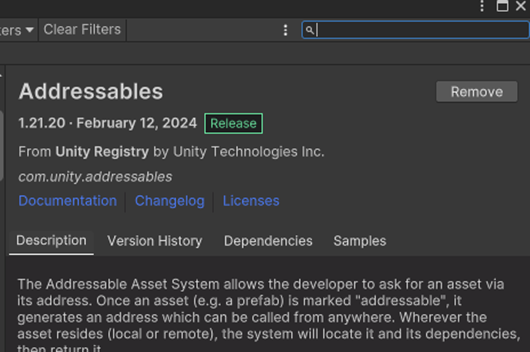 Clear Filters
Addressables
Remove
1.21.20 · February 12, 2024 Release
From Unity Registry by Unity Technologies Inc.
com.unity.addressables
Documentation Changelog Licenses
Description Version History Dependencies Samples
The Addressable Asset System allows the developer to ask for an asset via
its address. Once an asset (e.g. a prefab) is marked "addressable", it
generates an address which can be called from anywhere. Wherever the
asset resides (local or remote), the system will locate it and its dependencies,
then return it.